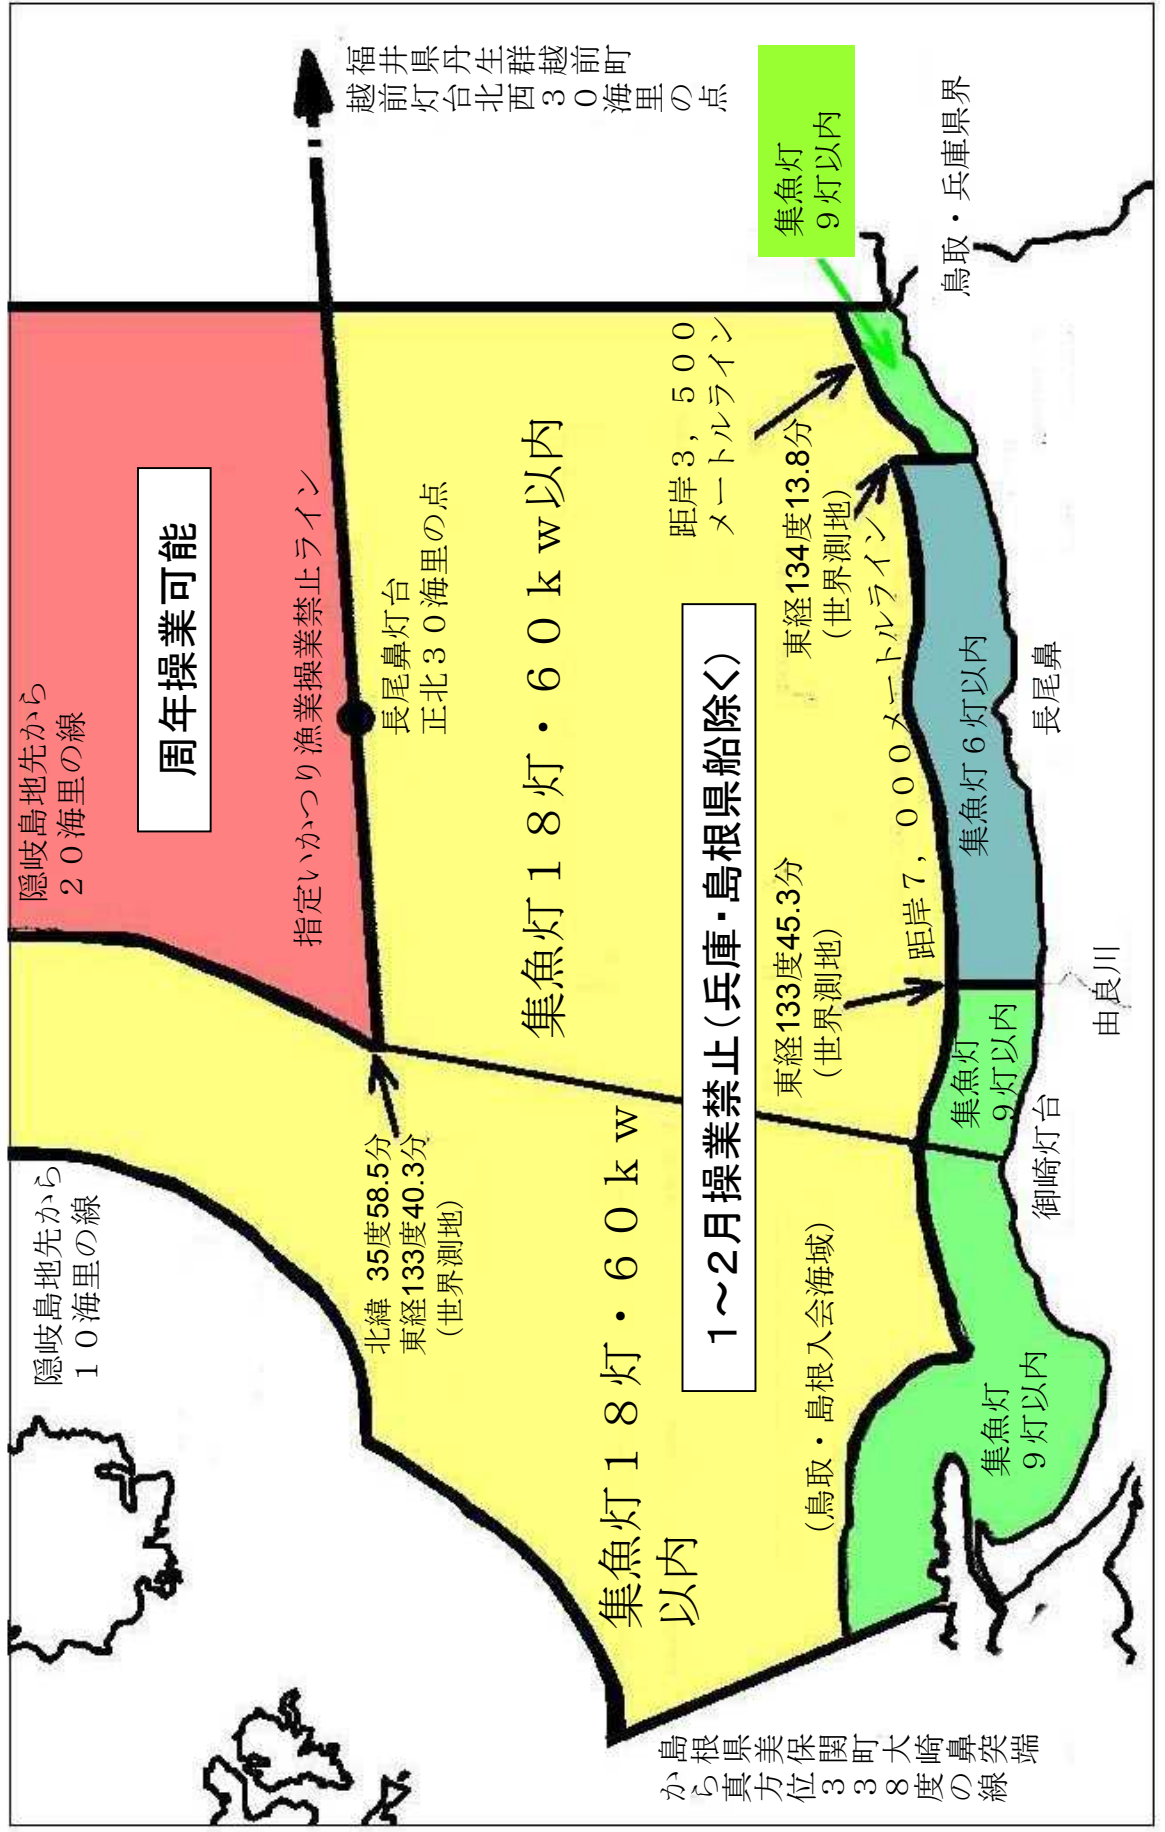 隠岐島地先から
１０海里の線
隠岐島地先から
２０海里の線
周年操業可能
指定いかつり漁業操業禁止ライン
長尾鼻灯台
正北３０海里の点
福井県丹生群越前町
越前灯台北西３０海里の点
北緯 35度58.5分
東経133度40.3分
(世界測地)
集魚灯１８灯・６０ｋｗ以内
集魚灯１８灯・６０ｋｗ
以内
1～2月操業禁止(兵庫・島根県船除く)
距岸３，５００
メートルライン
集魚灯
９灯以内
東経133度45.3分
(世界測地)
東経134度13.8分
(世界測地)
(鳥取・島根入会海域)
距岸７，０００メートルライン
島根県美保関町大崎鼻突端
から真方位３３８度の線
集魚灯
９灯以内
集魚灯
９灯以内
集魚灯６灯以内
鳥取・兵庫県界
御崎灯台
由良川
長尾鼻